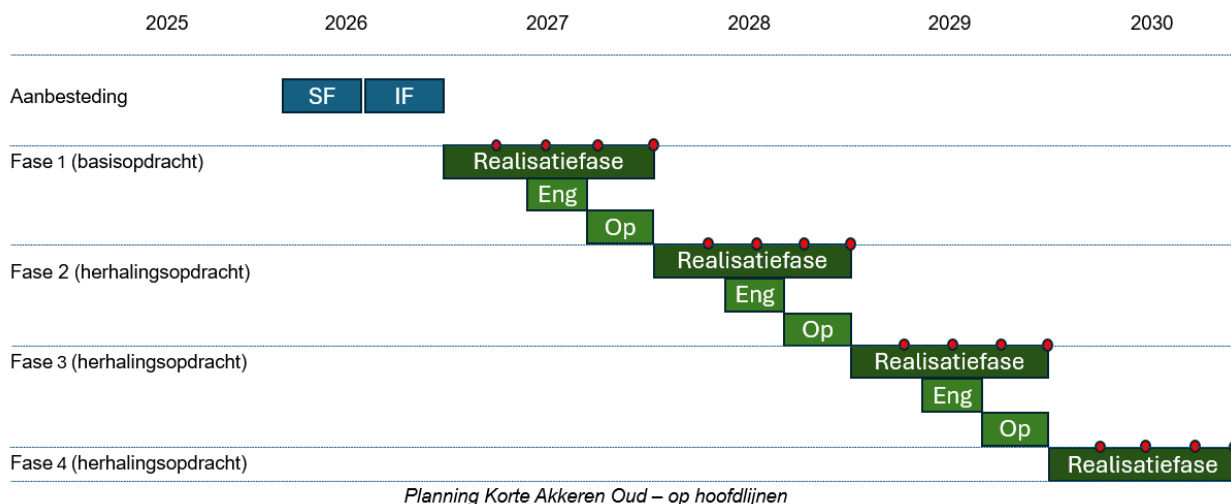 2025 2026 2027 2028 2029 2030
Aanbesteding SF IF
Fase 1 (basisopdracht) Realisatiefase
Eng
Op
Fase 2 (herhalingsopdracht) Realisatiefase
Eng
Op
Fase 3 (herhalingsopdracht) Realisatiefase
Eng
Op
Fase 4 (herhalingsopdracht) Realisatiefase
Planning Korte Akkeren Oud – op hoofdlijnen